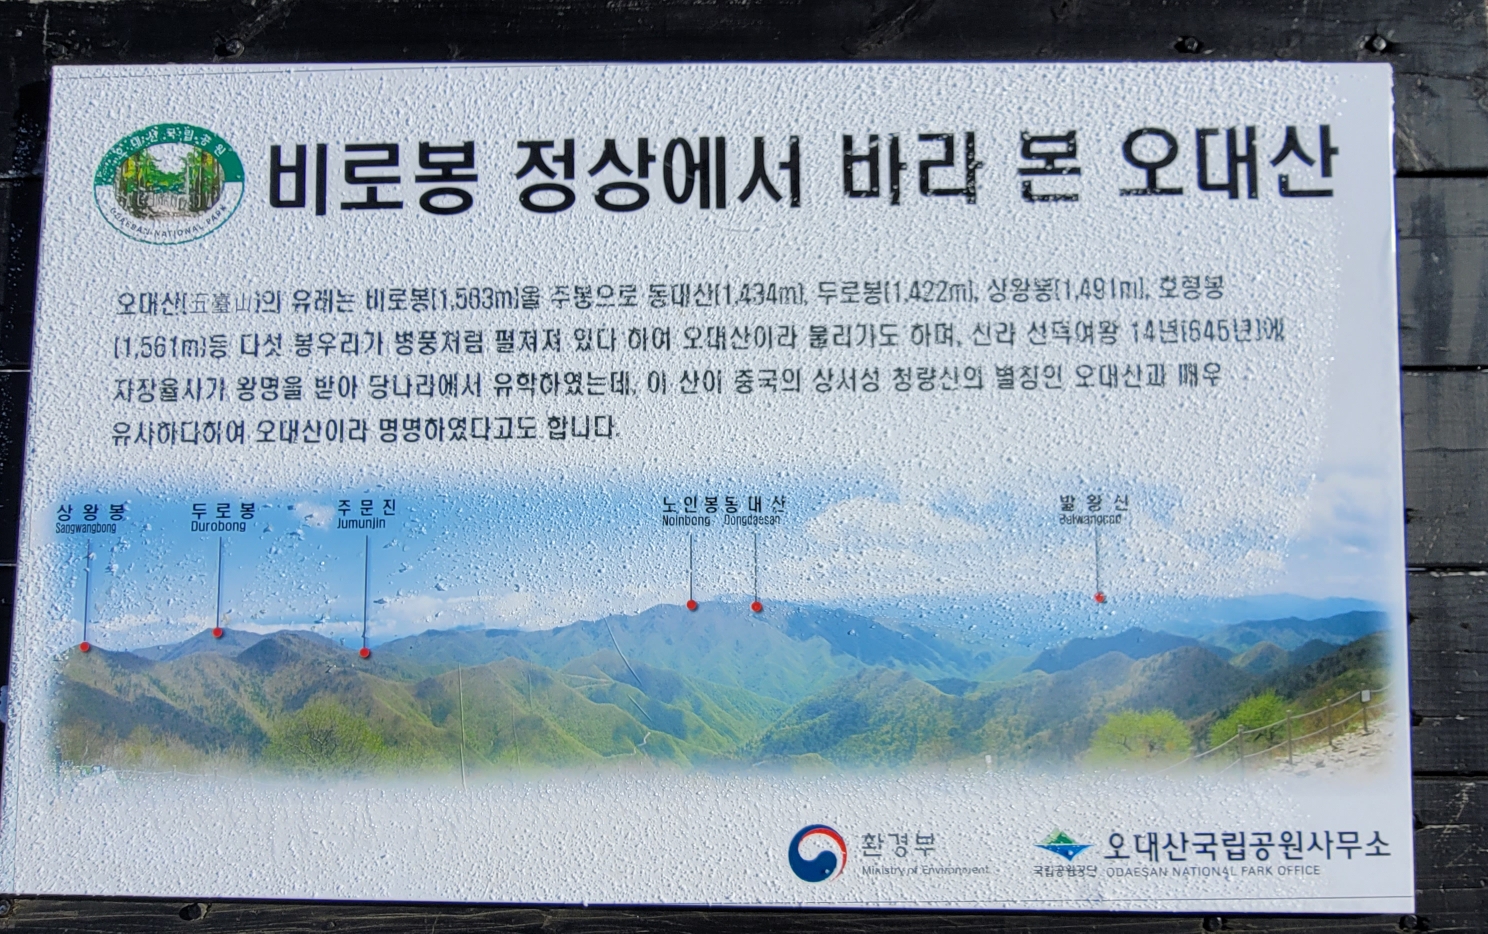 오대산국립공원
ODAESAN NATIONAL PARK
비로봉 정상에서 바라 본 오대산
오대산(五臺山)의 유래는 비로봉(1,563m)을 주봉으로 동대산(1,434m), 두로봉(1,422m), 상왕봉(1,491m), 호령봉
(1,561m)등 다섯 봉우리가 병풍처럼 펼쳐져 있다 하여 오대산이라 불리기도 하며, 신라 선덕여왕 14년(645년)에
자장율사가 왕명을 받아 당나라에서 유학하였는데, 이 산이 중국의 상서성 청량산의 별칭인 오대산과 매우
유사하다하여 오대산이라 명명하였다고도 합니다.
상왕봉 두로봉 주문진 노인봉 동대산 발왕산
Sangwangbong Durobong Jumunjin Noinbong Dongdaesan Balwangsan
환경부
Ministry of Environment
국립공원공단
오대산국립공원사무소
ODAESAN NATIONAL PARK OFFICE